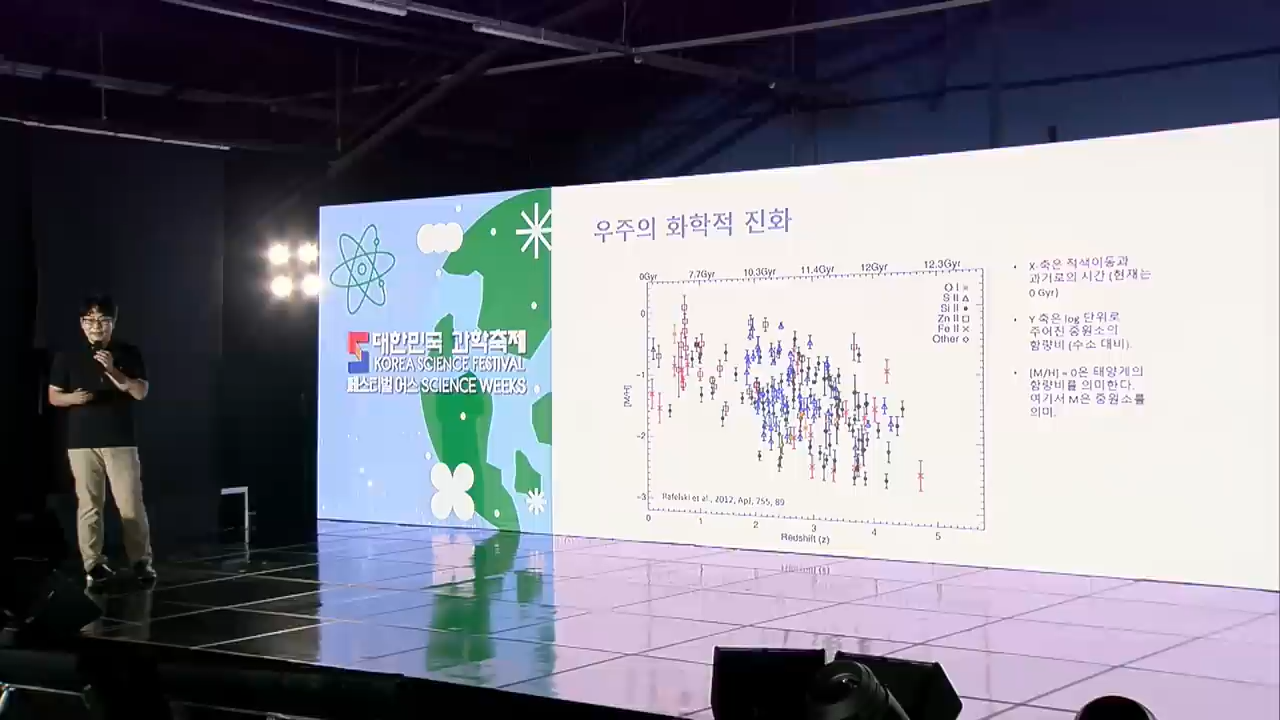 대한민국 과학축제
KOREA SCIENCE FESTIVAL
페스티벌 어스 SCIENCE WEEKS
우주의 화학적 진화
0Gyr 7.7Gyr 10.3Gyr 11.4Gyr 12Gyr 12.3Gyr
O I
S II
Si II
Zn II
Fe II
Other
[M/H]
0
-1
-2
-3
Rafelski et al., 2012, ApJ, 755, 89
0 1 2 3 4 5
Redshift (z)
• X 축은 적색이동과
과거로의 시간 (현재는
0 Gyr)
• Y 축은 log 단위로
주어진 중원소의
함량비 (수소 대비).
• [M/H] = 0은 태양계의
함량비를 의미한다.
여기서 M은 중원소를
의미.